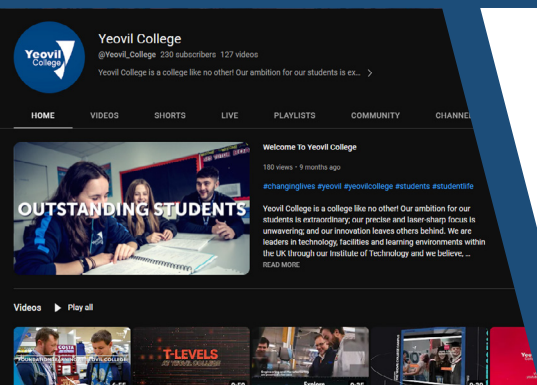 Yeovil
College
Yeovil College
@Yeovil_College 230 subscribers 127 videos
Yeovil College is a college like no other! Our ambition for our students is ex...
HOME VIDEOS SHORTS LIVE PLAYLISTS COMMUNITY CHANNE
OUTSTANDING STUDENTS
Welcome To Yeovil College
180 views • 9 months ago
#changinglives #yeovil #yeovilcollege #students #studentlife
Yeovil College is a college like no other! Our ambition for our
students is extraordinary; our precise and laser-sharp focus is
unwavering; and our innovation leaves others behind. We are
leaders in technology, facilities and learning environments within
the UK through our Institute of Technology and we believe, ...
READ MORE
Videos Play all
COSTA
T-LEVELS
AT YEOVIL COLLEGE
Explore